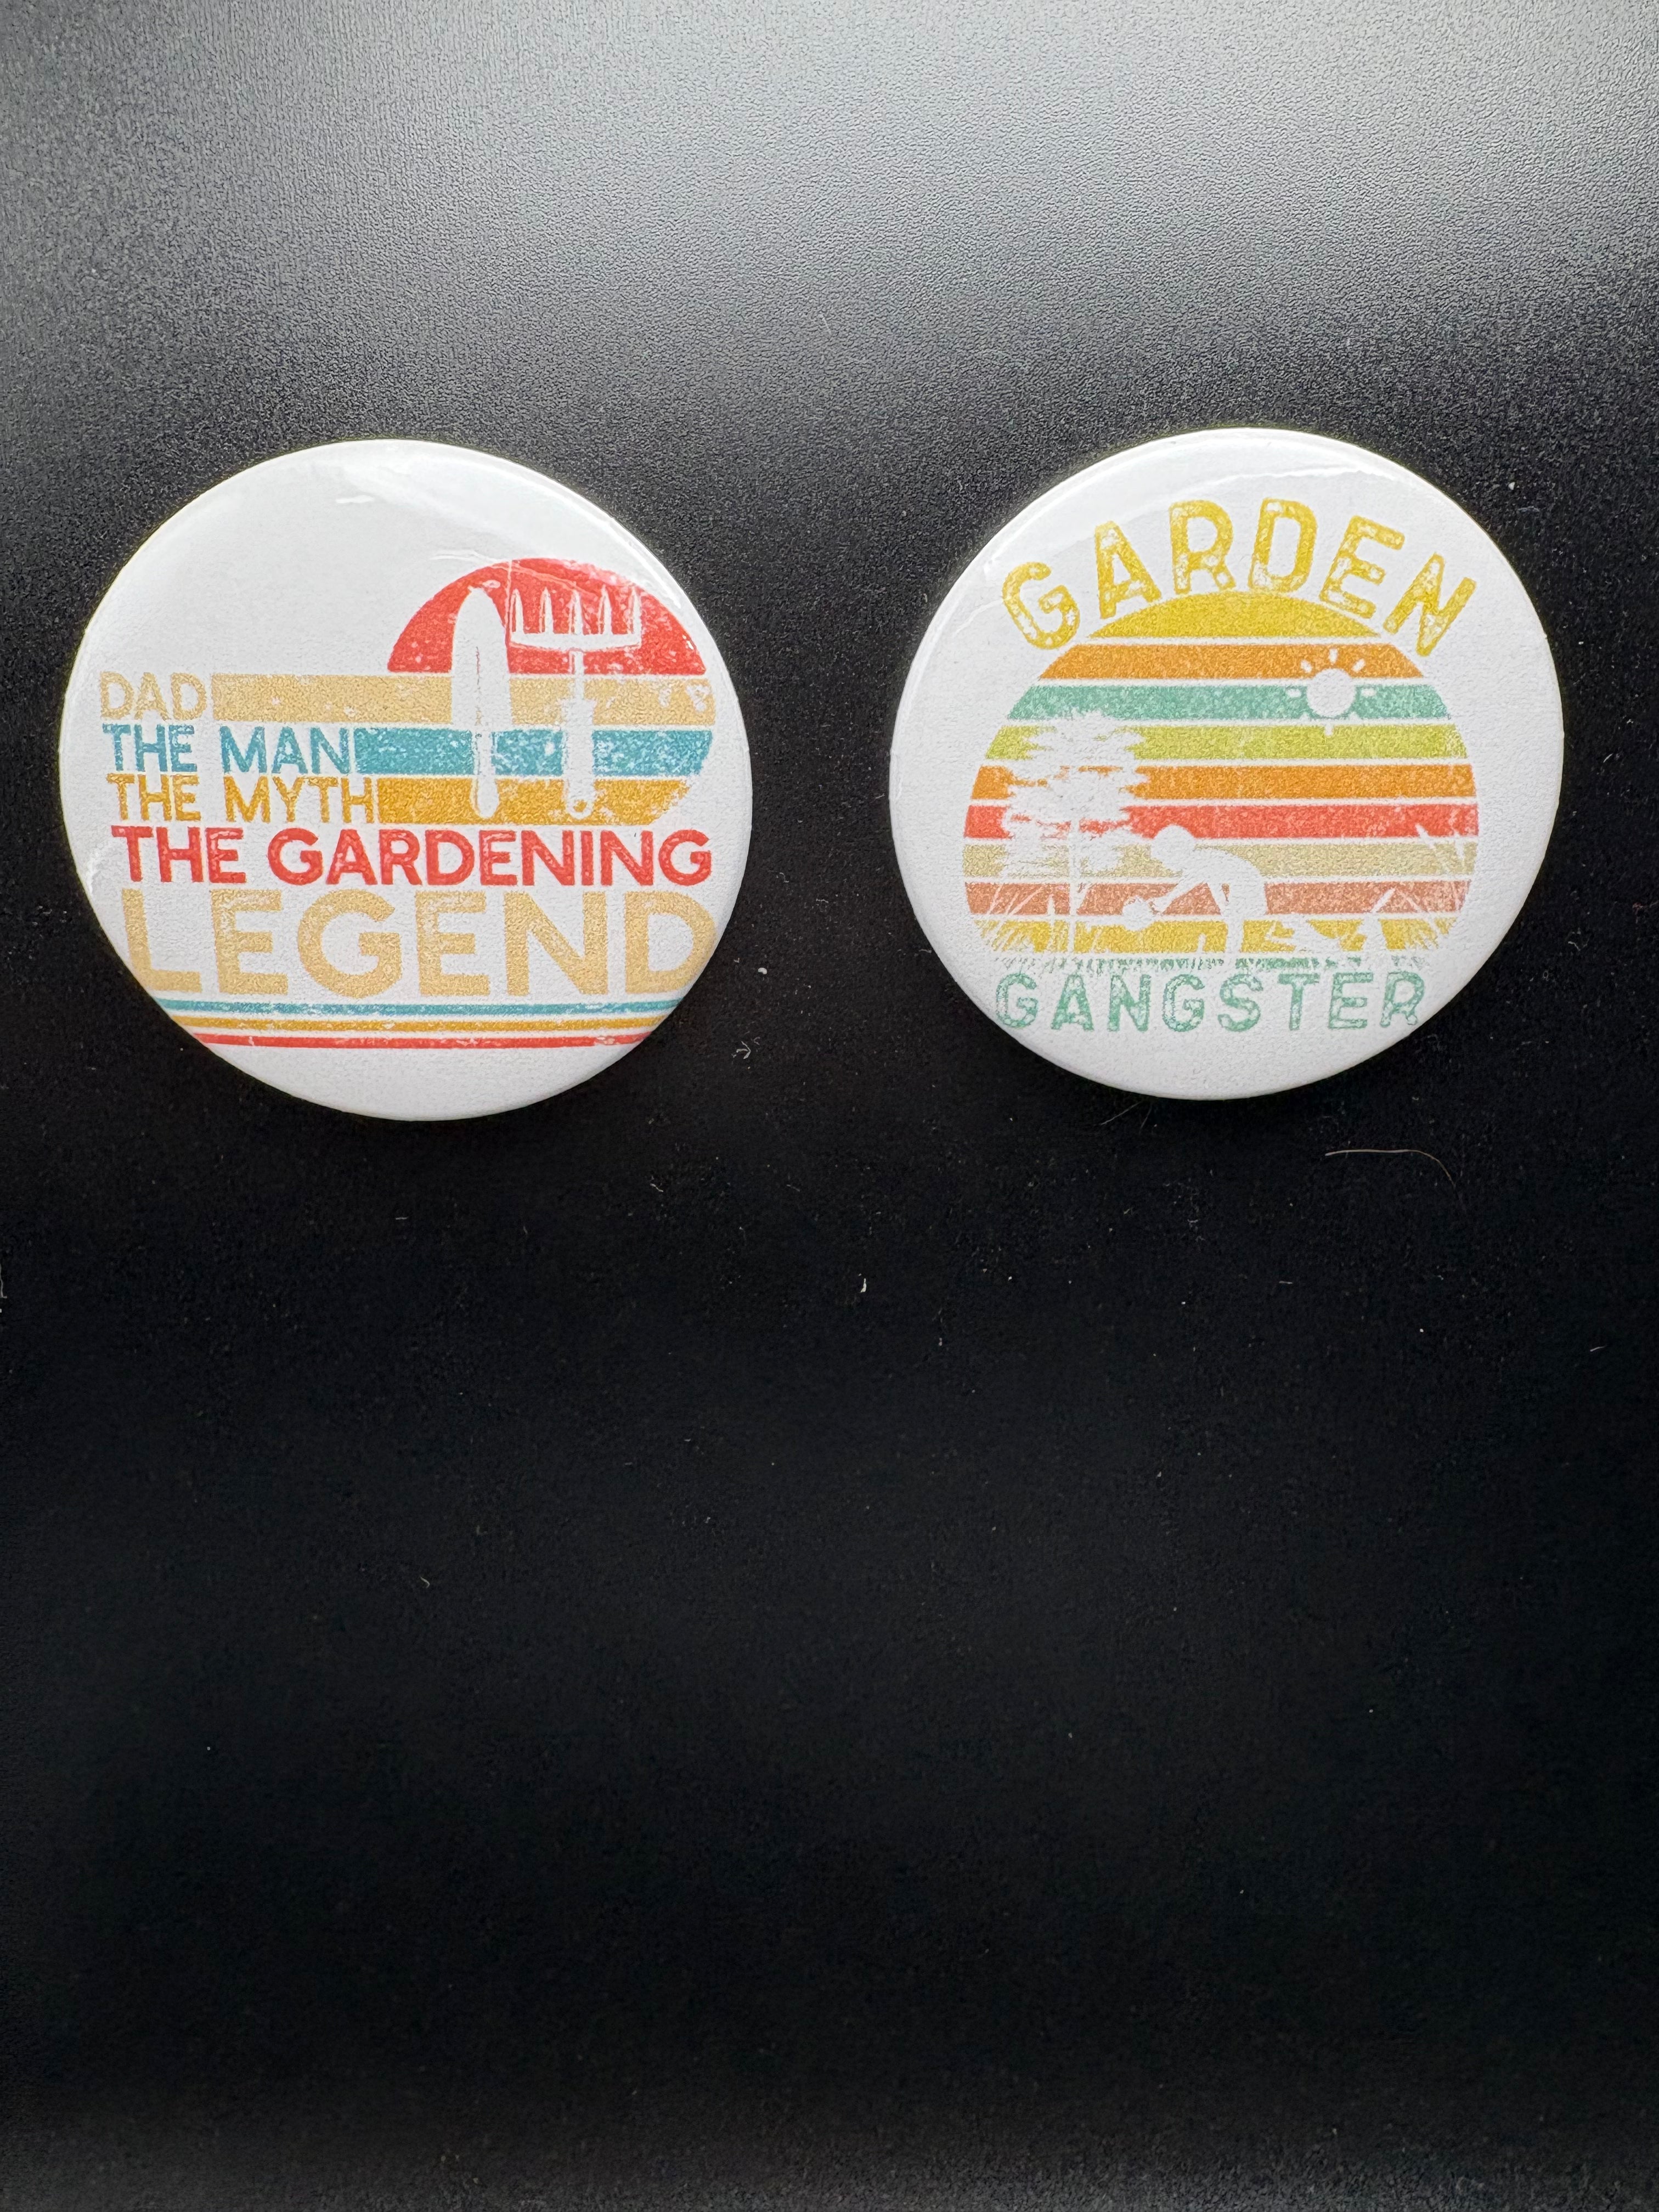 DAD
THE MAN
THE MYTH
THE GARDENING
LEGEND
GARDEN
GANGSTER